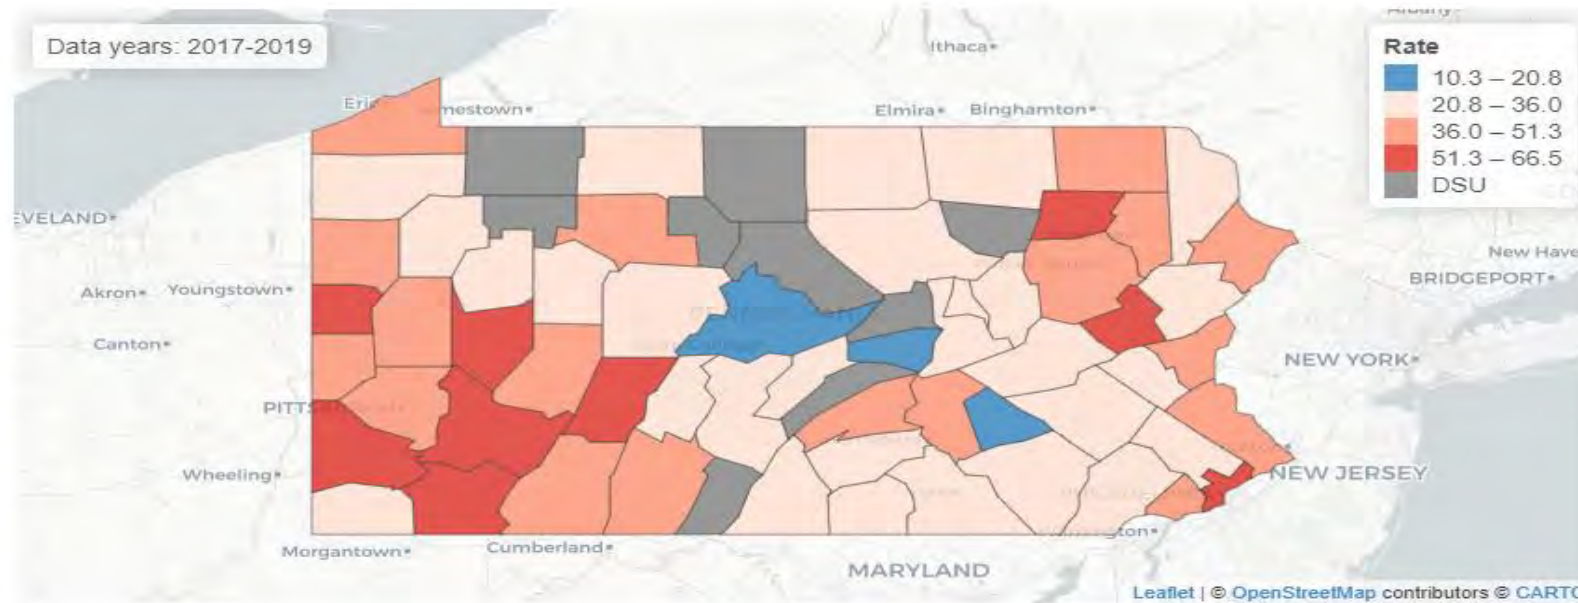 Data years: 2017-2019
Ithaca
Elmira
Binghamton
Rate
10.3 – 20.8
20.8 – 36.0
36.0 – 51.3
51.3 – 66.5
DSU
EVELAND
Akron
Youngstown
New Have
BRIDGEPORT
Canton
NEW YORK
Wheeling
NEW JERSEY
Morgantown
Cumberland
MARYLAND
Leaflet | © OpenStreetMap contributors © CARTO